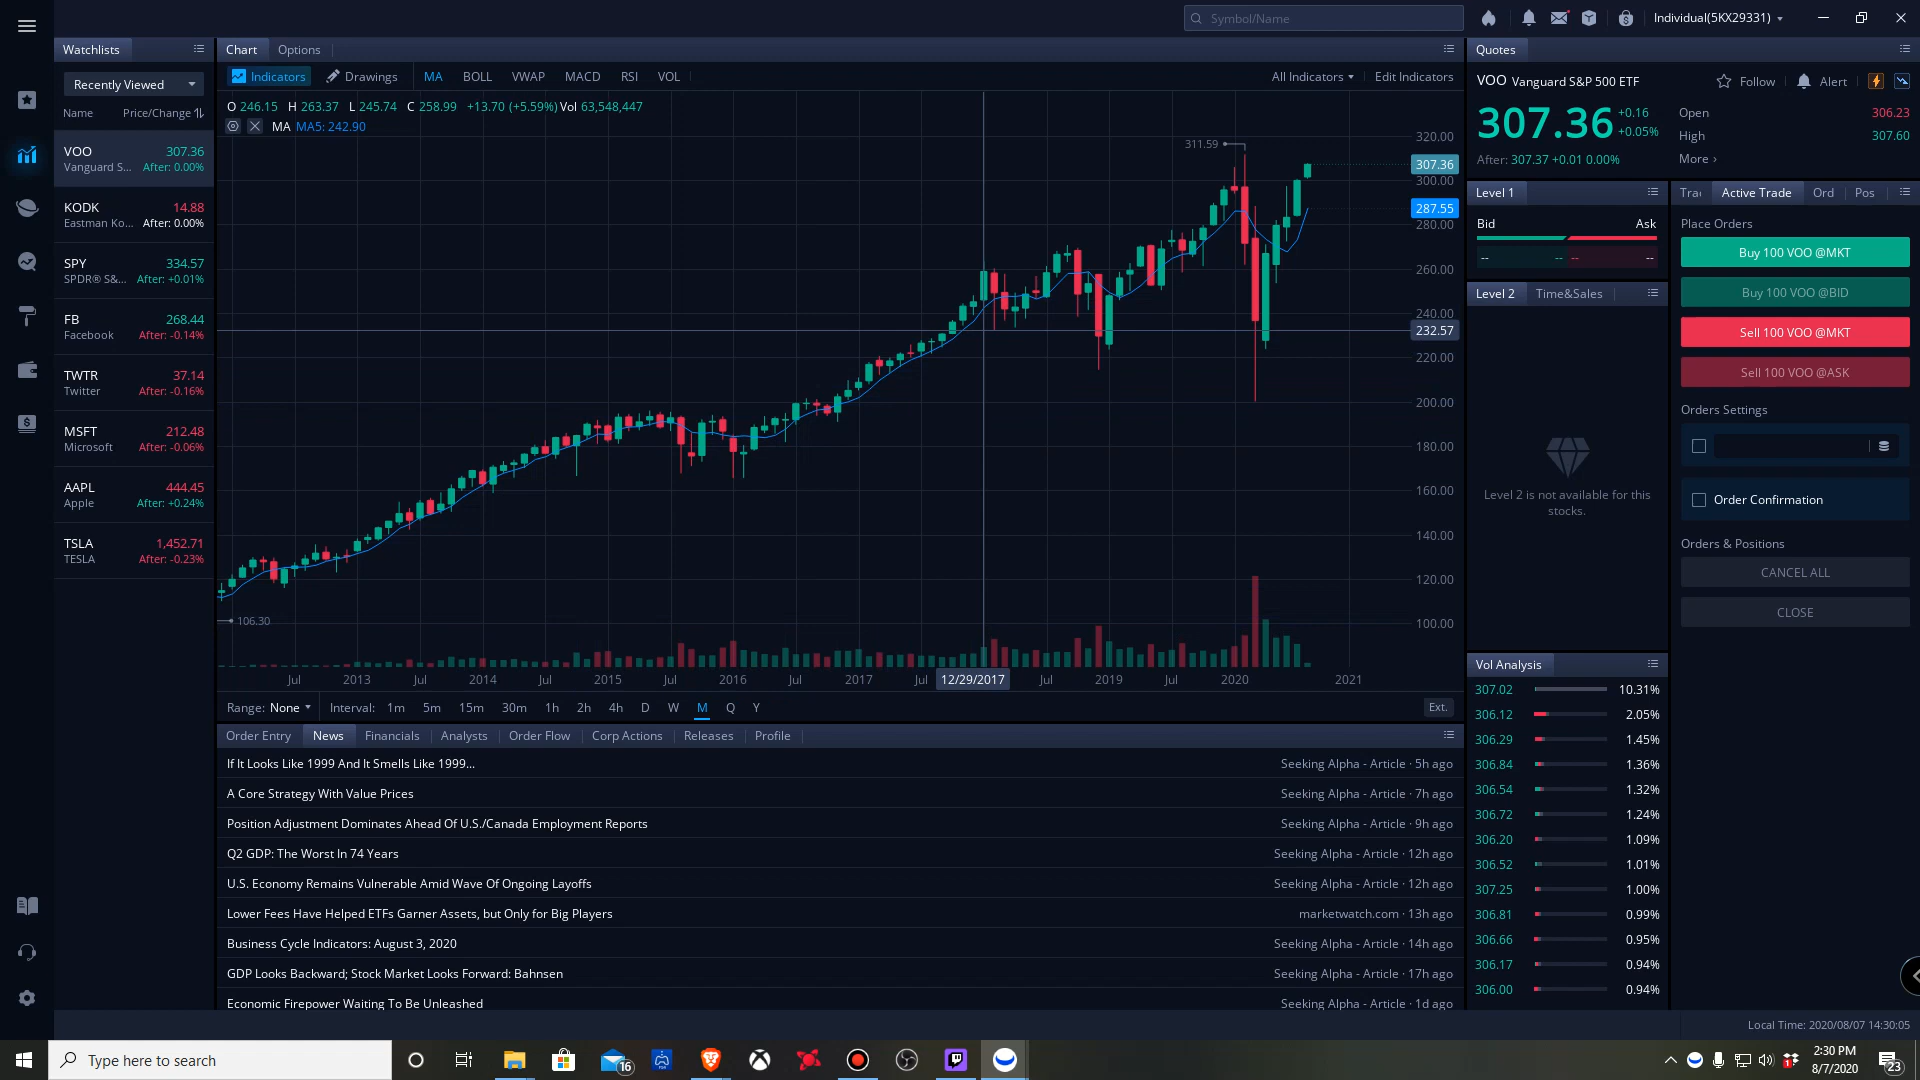 Symbol/Name
Individual(5KX29331)
Watchlists
Recently Viewed
Name Price/Change
VOO 307.36
Vanguard S... After: 0.00%
KODK 14.88
Eastman Ko... After: 0.00%
SPY 334.57
SPDR® S&... After: +0.01%
FB 268.44
Facebook After: -0.14%
TWTR 37.14
Twitter After: -0.16%
MSFT 212.48
Microsoft After: -0.06%
AAPL 444.45
Apple After: +0.24%
TSLA 1,452.71
TESLA After: -0.23%
Chart Options
Indicators Drawings MA BOLL VWAP MACD RSI VOL All Indicators Edit Indicators
O 246.15 H 263.37 L 245.74 C 258.99 +13.70 (+5.59%) Vol 63,548,447
MA MA5: 242.90
320.00
311.59
307.36
300.00
287.55
280.00
260.00
240.00
232.57
220.00
200.00
180.00
160.00
140.00
120.00
106.30
100.00
Jul 2013 Jul 2014 Jul 2015 Jul 2016 Jul 2017 Jul 12/29/2017 Jul 2019 Jul 2020 2021
Range: None Interval: 1m 5m 15m 30m 1h 2h 4h D W M Q Y Ext.
Order Entry News Financials Analysts Order Flow Corp Actions Releases Profile
If It Looks Like 1999 And It Smells Like 1999... Seeking Alpha - Article · 5h ago
A Core Strategy With Value Prices Seeking Alpha - Article · 7h ago
Position Adjustment Dominates Ahead Of U.S./Canada Employment Reports Seeking Alpha - Article · 9h ago
Q2 GDP: The Worst In 74 Years Seeking Alpha - Article · 12h ago
U.S. Economy Remains Vulnerable Amid Wave Of Ongoing Layoffs Seeking Alpha - Article · 12h ago
Lower Fees Have Helped ETFs Garner Assets, but Only for Big Players marketwatch.com · 13h ago
Business Cycle Indicators: August 3, 2020 Seeking Alpha - Article · 14h ago
GDP Looks Backward; Stock Market Looks Forward: Bahnsen Seeking Alpha - Article · 17h ago
Economic Firepower Waiting To Be Unleashed Seeking Alpha - Article · 1d ago
Quotes
VOO Vanguard S&P 500 ETF Follow Alert
307.36 +0.16 +0.05%
Open 306.23
High 307.60
After: 307.37 +0.01 0.00% More ›
Level 1
Bid Ask
-- -- -- --
Level 2 Time&Sales
Level 2 is not available for this
stocks.
Vol Analysis
307.02 10.31%
306.12 2.05%
306.29 1.45%
306.84 1.36%
306.54 1.32%
306.72 1.24%
306.20 1.09%
306.52 1.01%
307.25 1.00%
306.81 0.99%
306.66 0.95%
306.17 0.94%
306.00 0.94%
Tra Active Trade Ord Pos
Place Orders
Buy 100 VOO @MKT
Buy 100 VOO @BID
Sell 100 VOO @MKT
Sell 100 VOO @ASK
Orders Settings
Order Confirmation
Orders & Positions
CANCEL ALL
CLOSE
Local Time: 2020/08/07 14:30:05
Type here to search
16
1
2:30 PM
8/7/2020
23